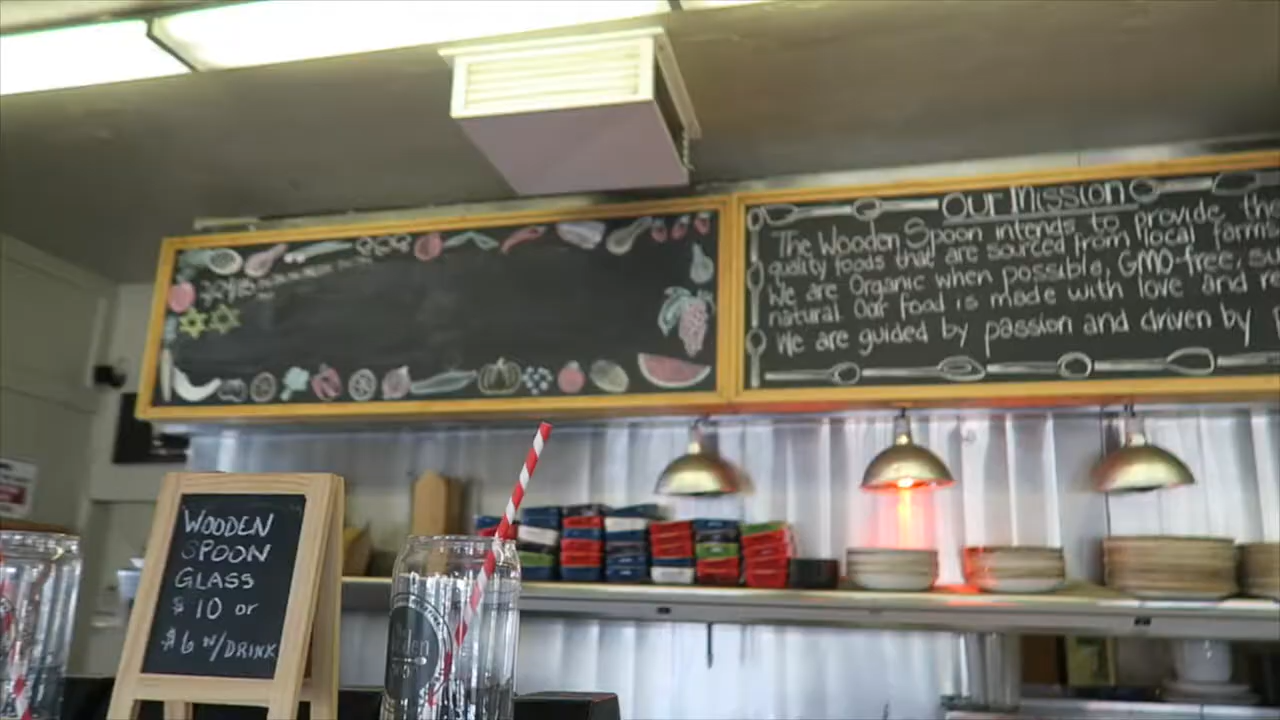 Our Mission
The Wooden Spoon intends to provide the
quality foods that are sourced from local farms
We are Organic when possible, GMO-free, su
natural. Our food is made with love and re
We are guided by passion and driven by
WOODEN
SPOON
GLASS
$10 or
$6 W/DRINK